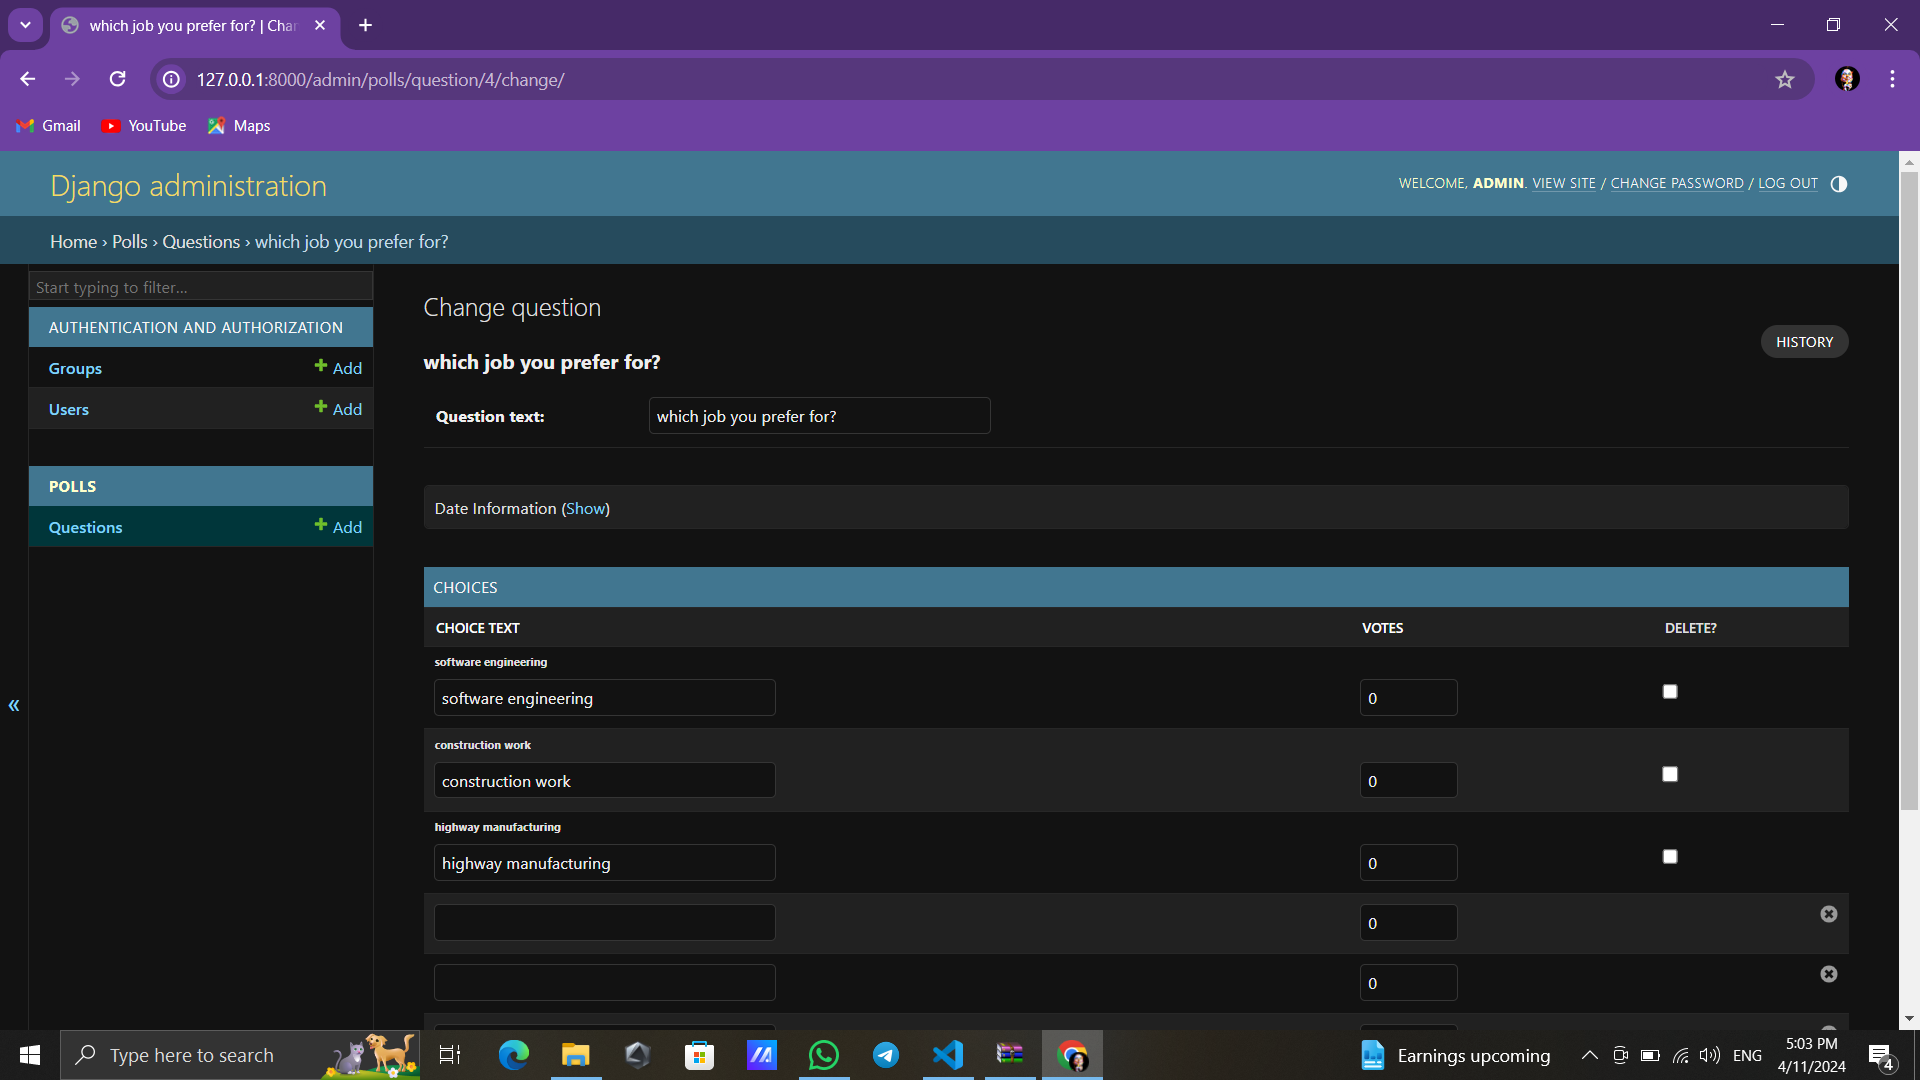 which job you prefer for? | Chan
127.0.0.1:8000/admin/polls/question/4/change/
Gmail YouTube Maps
Django administration
WELCOME, ADMIN. VIEW SITE / CHANGE PASSWORD / LOG OUT
Home › Polls › Questions › which job you prefer for?
Start typing to filter...
AUTHENTICATION AND AUTHORIZATION
Groups Add
Users Add
POLLS
Questions Add
«
Change question
HISTORY
which job you prefer for?
Question text: which job you prefer for?
Date Information (Show)
CHOICES
CHOICE TEXT VOTES DELETE?
software engineering
software engineering 0
construction work
construction work 0
highway manufacturing
highway manufacturing 0
0
0
Type here to search
Earnings upcoming
ENG
5:03 PM
4/11/2024
4